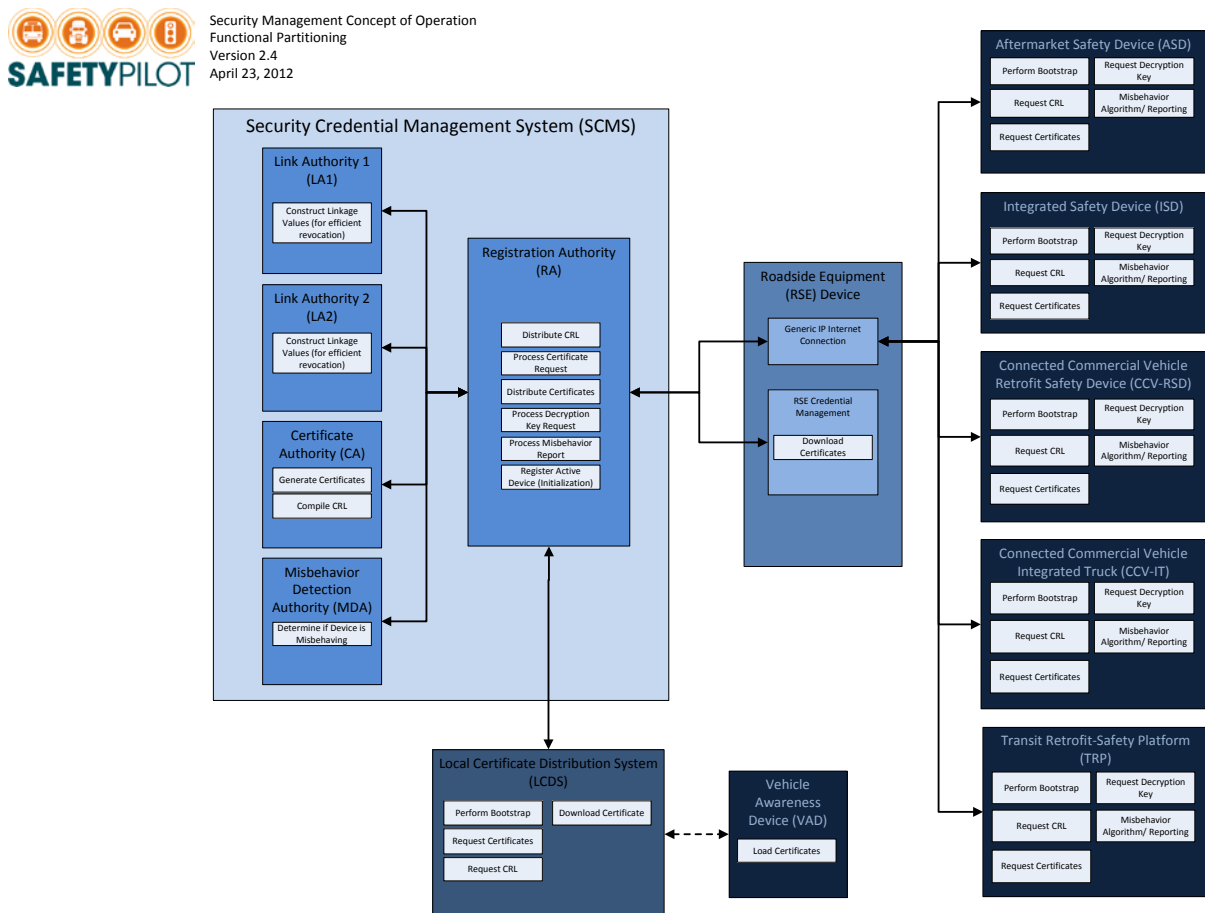 SAFETYPILOT
Security Management Concept of Operation
Functional Partitioning
Version 2.4
April 23, 2012
Security Credential Management System (SCMS)
Link Authority 1
(LA1)
Construct Linkage
Values (for efficient
revocation)
Link Authority 2
(LA2)
Construct Linkage
Values (for efficient
revocation)
Certificate
Authority (CA)
Generate Certificates
Compile CRL
Misbehavior
Detection
Authority (MDA)
Determine if Device is
Misbehaving
Registration Authority
(RA)
Distribute CRL
Process Certificate
Request
Distribute Certificates
Process Decryption
Key Request
Process Misbehavior
Report
Register Active
Device (Initialization)
Roadside Equipment
(RSE) Device
Generic IP Internet
Connection
RSE Credential
Management
Download
Certificates
Aftermarket Safety Device (ASD)
Perform Bootstrap
Request Decryption
Key
Request CRL
Misbehavior
Algorithm/ Reporting
Request Certificates
Integrated Safety Device (ISD)
Perform Bootstrap
Request Decryption
Key
Request CRL
Misbehavior
Algorithm/ Reporting
Request Certificates
Connected Commercial Vehicle
Retrofit Safety Device (CCV-RSD)
Perform Bootstrap
Request Decryption
Key
Request CRL
Misbehavior
Algorithm/ Reporting
Request Certificates
Connected Commercial Vehicle
Integrated Truck (CCV-IT)
Perform Bootstrap
Request Decryption
Key
Request CRL
Misbehavior
Algorithm/ Reporting
Request Certificates
Transit Retrofit-Safety Platform
(TRP)
Perform Bootstrap
Request Decryption
Key
Request CRL
Misbehavior
Algorithm/ Reporting
Request Certificates
Local Certificate Distribution System
(LCDS)
Perform Bootstrap
Download Certificate
Request Certificates
Request CRL
Vehicle
Awareness
Device (VAD)
Load Certificates